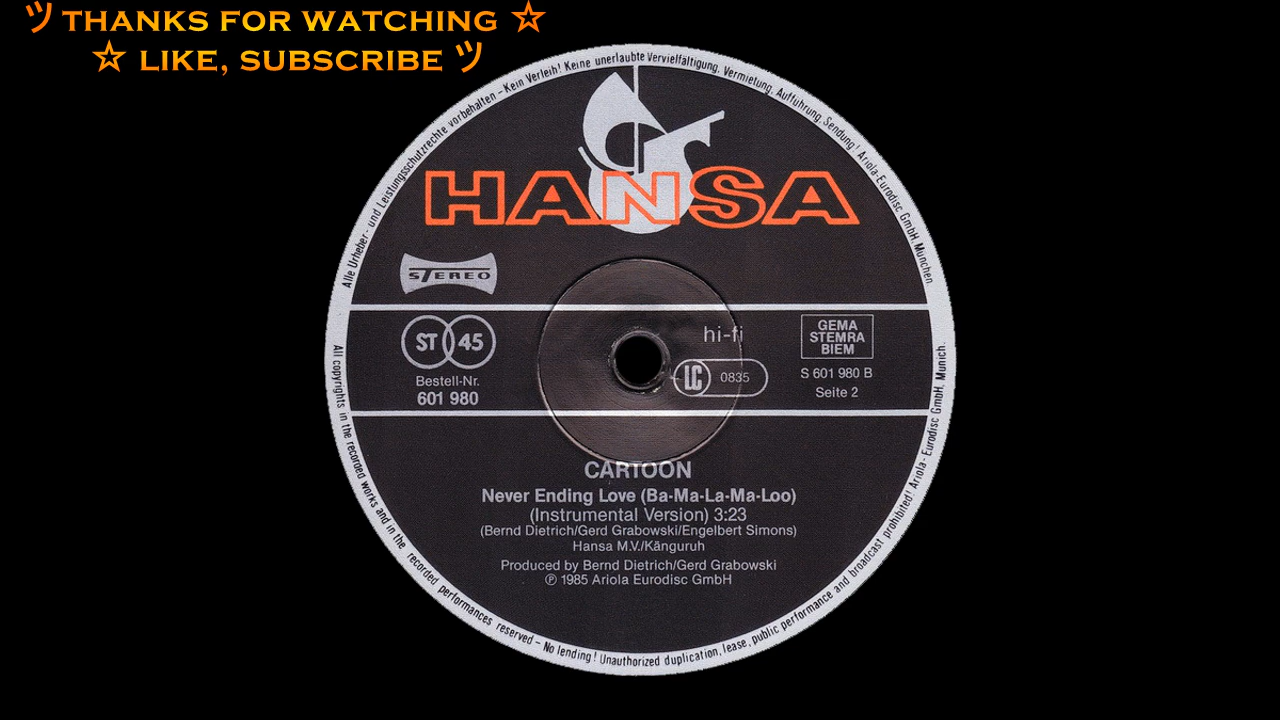 ツ THANKS FOR WATCHING ☆
☆ LIKE, SUBSCRIBE ツ
Alle Urheber- und Leistungsschutzrechte vorbehalten – Kein Verleih! Keine unerlaubte Vervielfältigung, Vermietung, Aufführung, Sendung! Ariola-Eurodisc GmbH, München.
HANSA
STEREO
ST 45
Bestell-Nr.
601 980
hi-fi
LC 0835
GEMA
STEMRA
BIEM
S 601 980 B
Seite 2
CARTOON
Never Ending Love (Ba-Ma-La-Ma-Loo)
(Instrumental Version) 3:23
(Bernd Dietrich/Gerd Grabowski/Engelbert Simons)
Hansa M.V./Känguruh
Produced by Bernd Dietrich/Gerd Grabowski
℗ 1985 Ariola Eurodisc GmbH
All copyrights in the recorded works and in the recorded performances reserved – No lending! Unauthorized duplication, lease, public performance and broadcast prohibited! Ariola-Eurodisc GmbH, Munich.